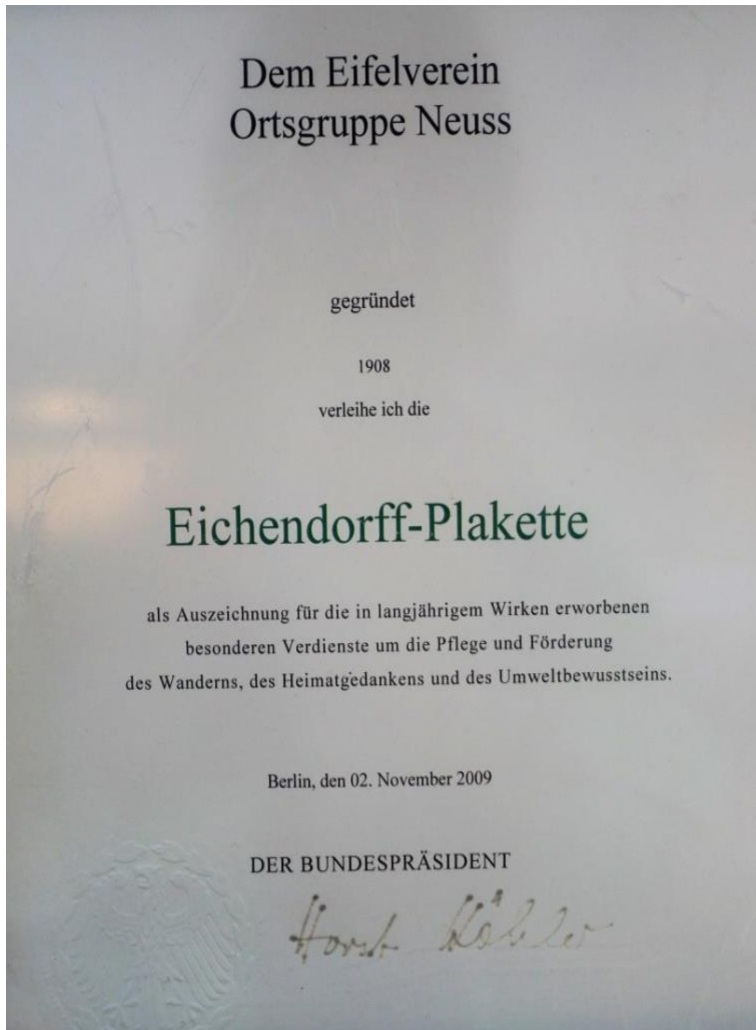 Dem Eifelverein
Ortsgruppe Neuss
gegründet
1908
verleihe ich die
Eichendorff-Plakette
als Auszeichnung für die in langjährigem Wirken erworbenen
besonderen Verdienste um die Pflege und Förderung
des Wanderns, des Heimatgedankens und des Umweltbewusstseins.
Berlin, den 02. November 2009
DER BUNDESPRÄSIDENT
Horst Köhler